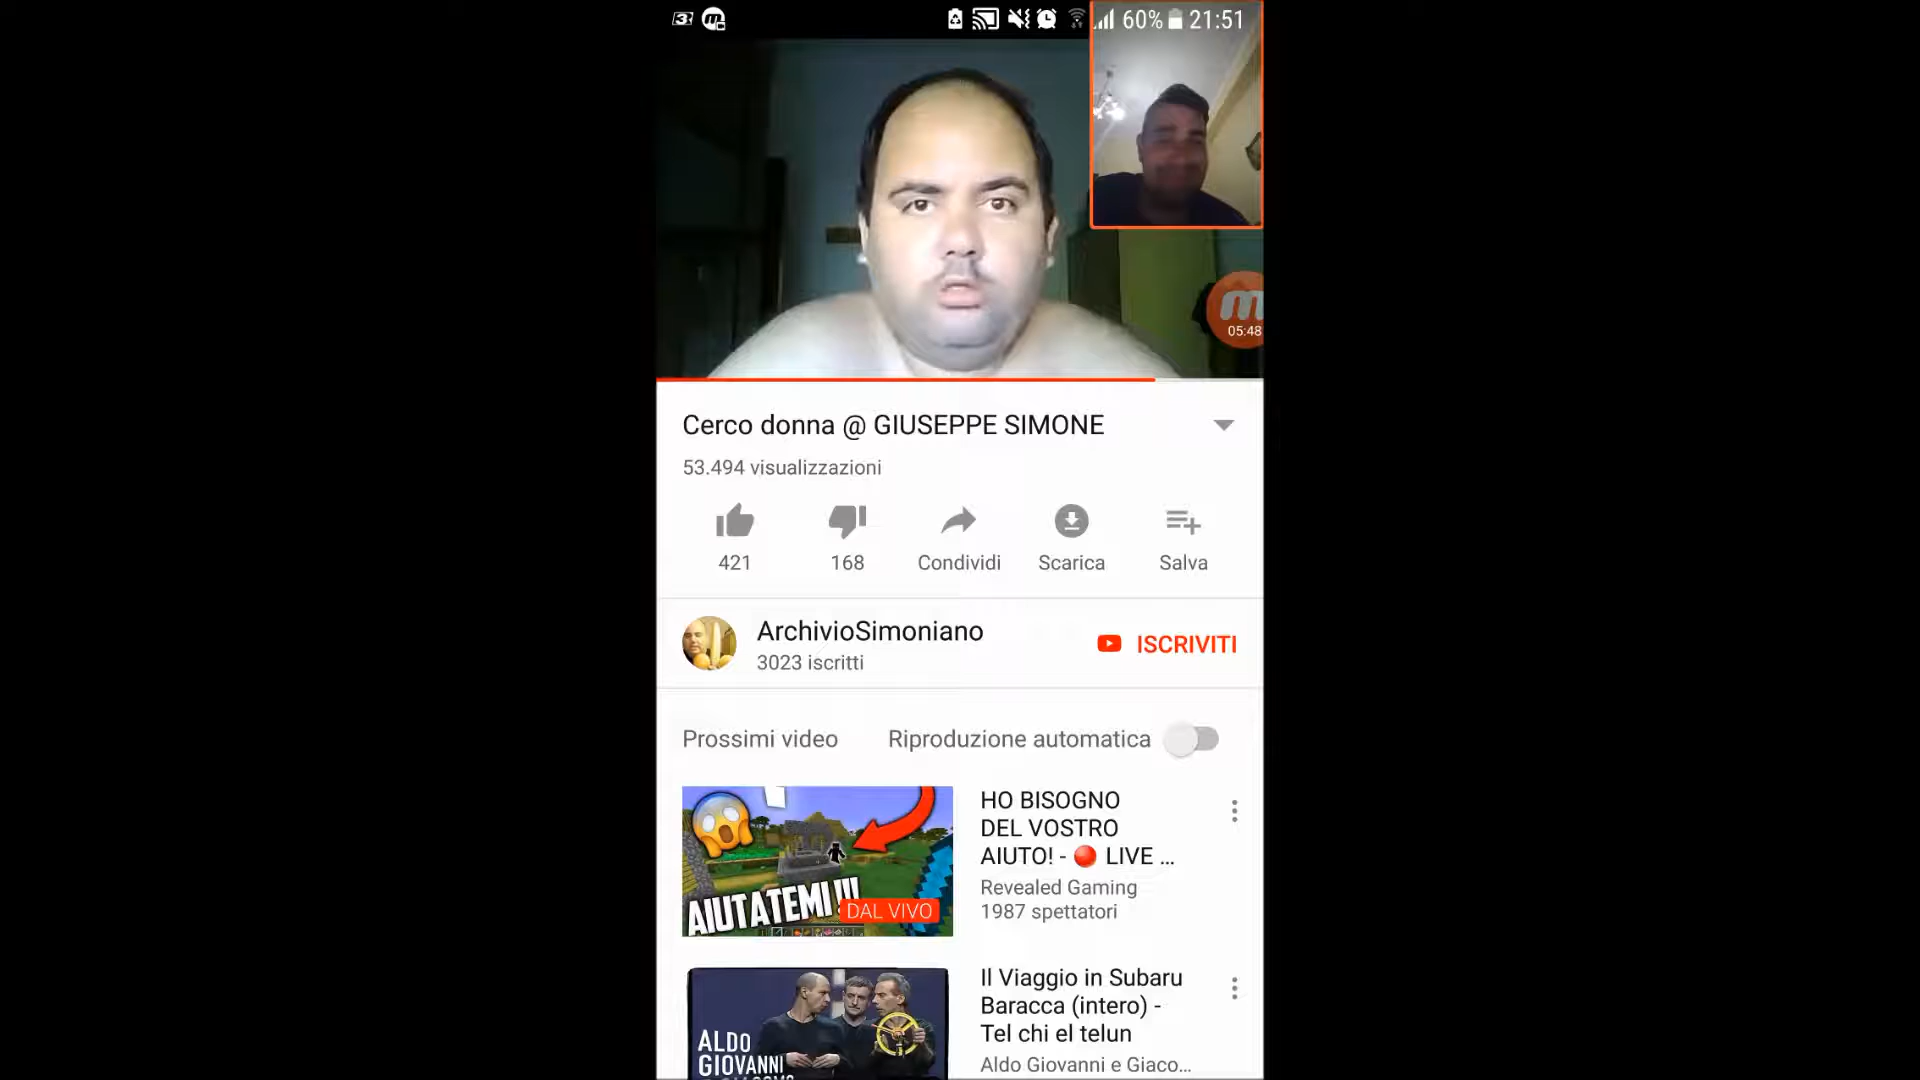 60% 21:51
05:48
Cerco donna @ GIUSEPPE SIMONE
53.494 visualizzazioni
421
168
Condividi
Scarica
Salva
ArchivioSimoniano
3023 iscritti
ISCRIVITI
Prossimi video
Riproduzione automatica
AIUTATEMI!!!
DAL VIVO
HO BISOGNO
DEL VOSTRO
AIUTO! - 🔴 LIVE ...
Revealed Gaming
1987 spettatori
ALDO
GIOVANNI
Il Viaggio in Subaru
Baracca (intero) -
Tel chi el telun
Aldo Giovanni e Giaco...